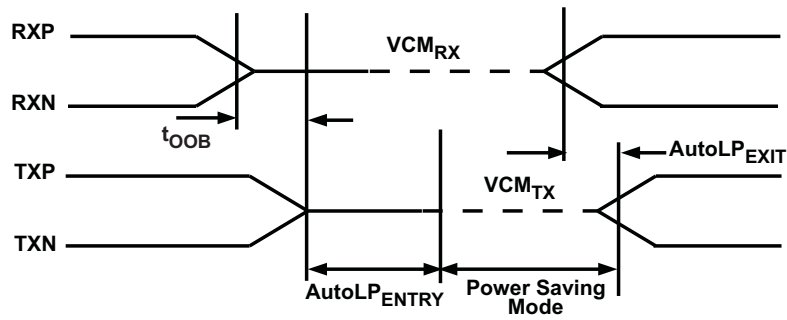 RXP
VCMRX
RXN
tOOB
AutoLPEXIT
TXP
VCMTX
TXN
AutoLPENTRY
Power Saving
Mode